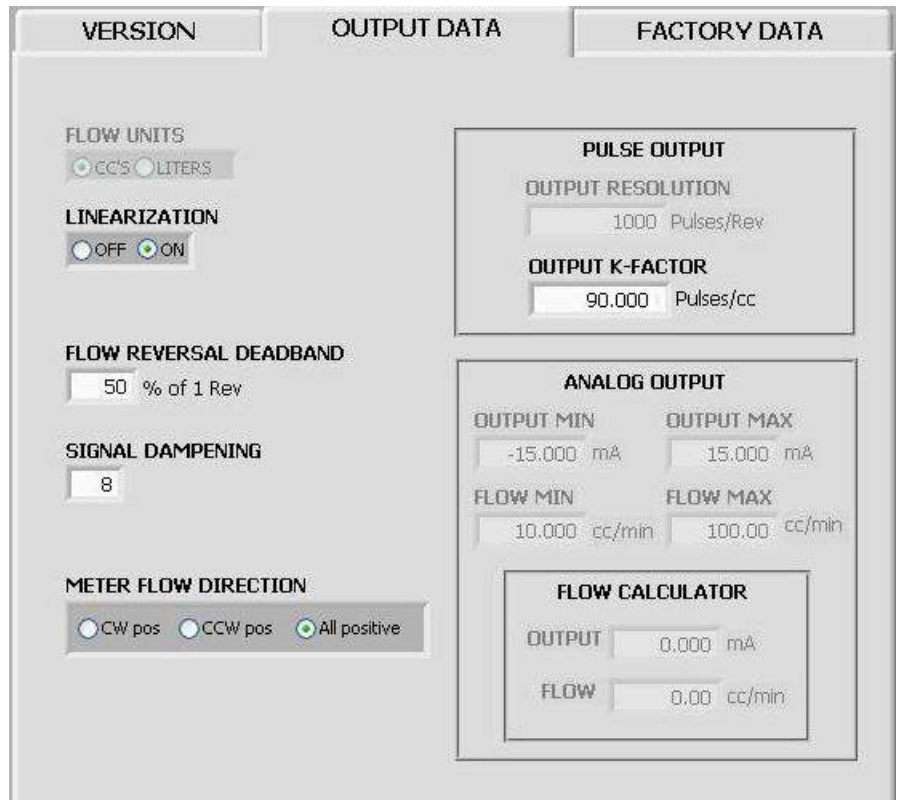 VERSION
OUTPUT DATA
FACTORY DATA
FLOW UNITS
CC'S LITERS
LINEARIZATION
OFF ON
FLOW REVERSAL DEADBAND
50 % of 1 Rev
SIGNAL DAMPENING
8
METER FLOW DIRECTION
CW pos CCW pos All positive
PULSE OUTPUT
OUTPUT RESOLUTION
1000 Pulses/Rev
OUTPUT K-FACTOR
90.000 Pulses/cc
ANALOG OUTPUT
OUTPUT MIN OUTPUT MAX
-15.000 mA 15.000 mA
FLOW MIN FLOW MAX
10.000 cc/min 100.00 cc/min
FLOW CALCULATOR
OUTPUT 0.000 mA
FLOW 0.00 cc/min